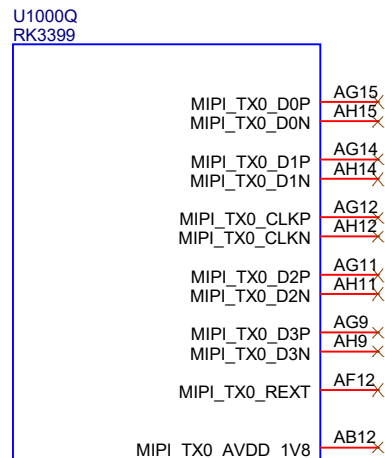 U1000Q
RK3399
MIPI_TX0_D0P AG15
MIPI_TX0_D0N AH15
MIPI_TX0_D1P AG14
MIPI_TX0_D1N AH14
MIPI_TX0_CLKP AG12
MIPI_TX0_CLKN AH12
MIPI_TX0_D2P AG11
MIPI_TX0_D2N AH11
MIPI_TX0_D3P AG9
MIPI_TX0_D3N AH9
MIPI_TX0_REXT AF12
MIPI_TX0_AVDD_1V8 AB12